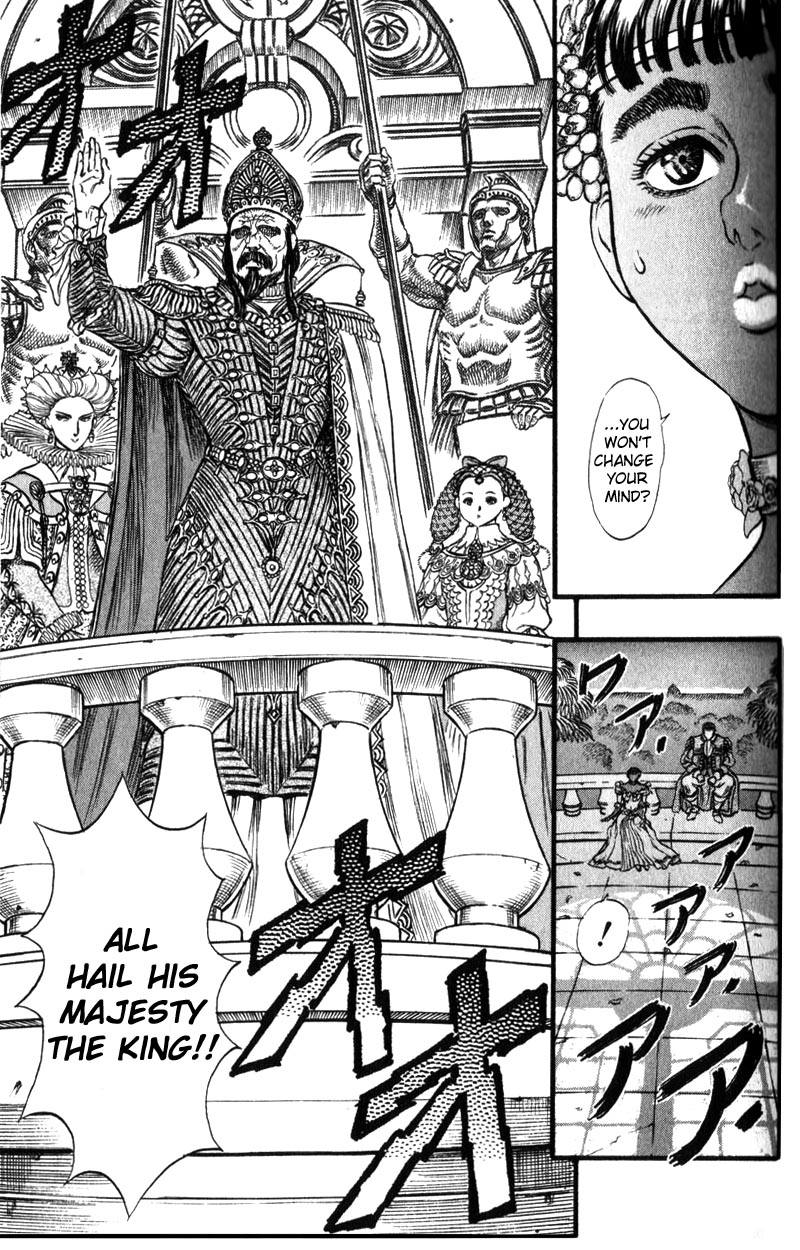 ...YOU
WON'T
CHANGE
YOUR
MIND?
ワァ、
!
アアア、
アア、
オオ
オオ
ALL
HAIL HIS
MAJESTY
THE KING!!